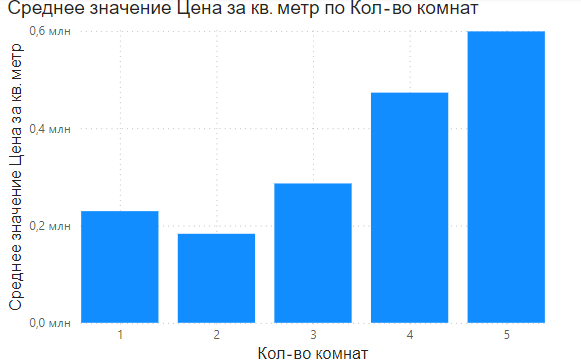 Среднее значение Цена за кв. метр по Кол-во комнат
Среднее значение Цена за кв. метр
0,6 млн
0,4 млн
0,2 млн
0,0 млн
1 2 3 4 5
Кол-во комнат